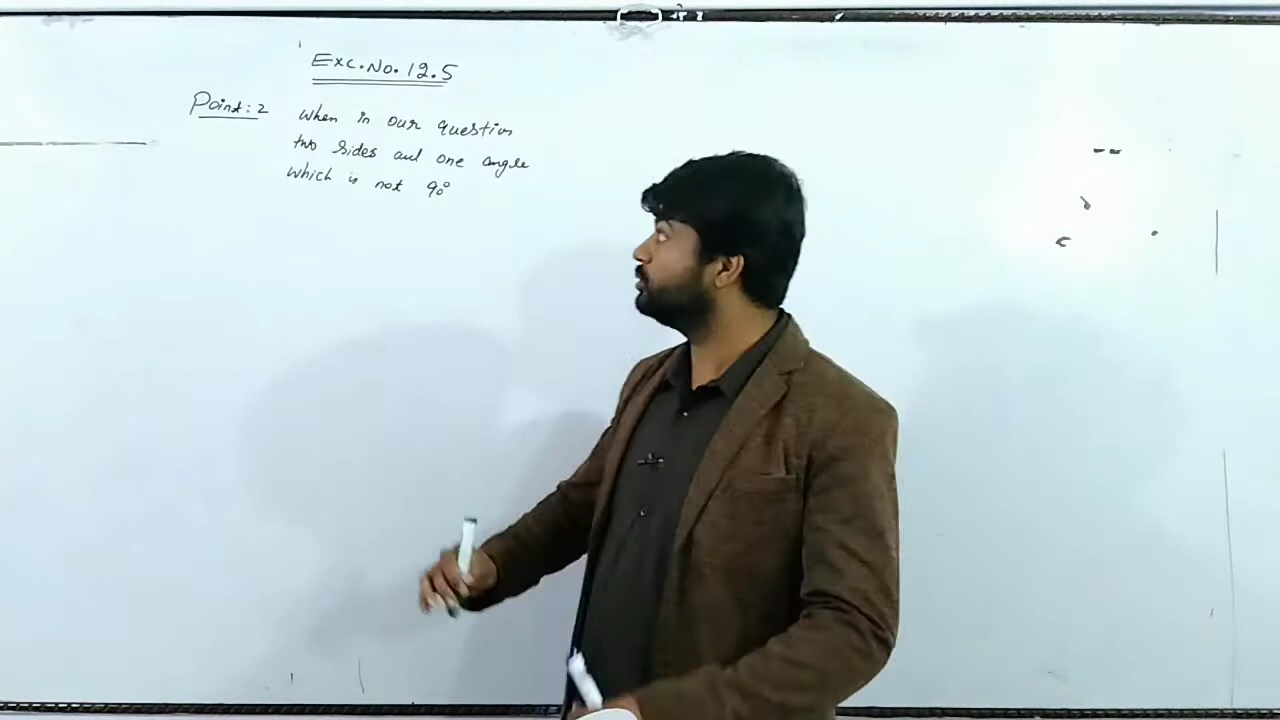 Exc.No.12.5
Point:2 when in our question
two sides and one angle
which is not 90°